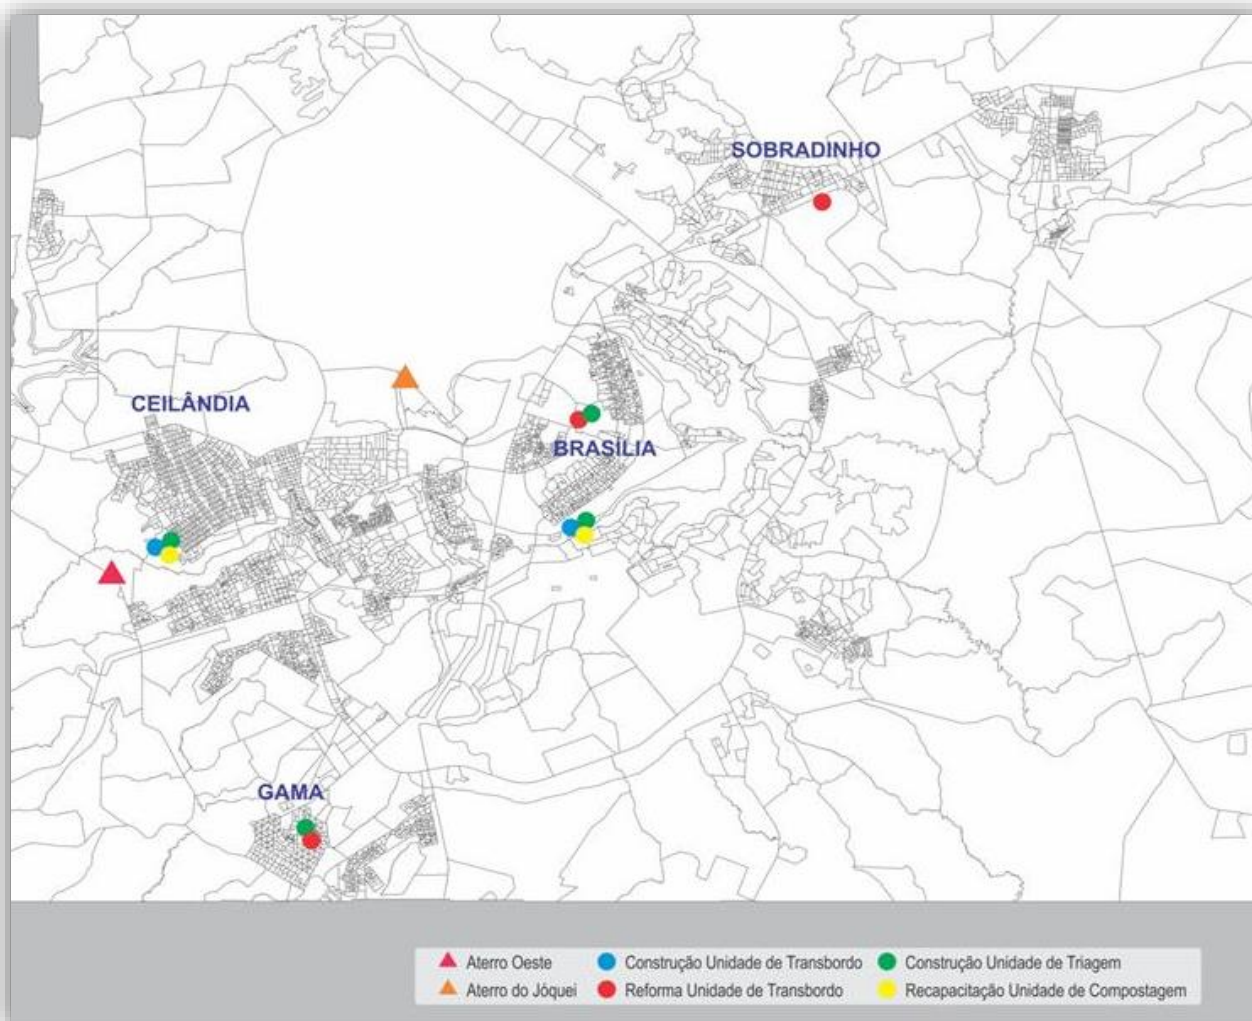 SOBRADINHO
CEILÂNDIA
BRASÍLIA
GAMA
Aterro Oeste
Construção Unidade de Transbordo
Construção Unidade de Triagem
Aterro do Jóquei
Reforma Unidade de Transbordo
Recapacitação Unidade de Compostagem